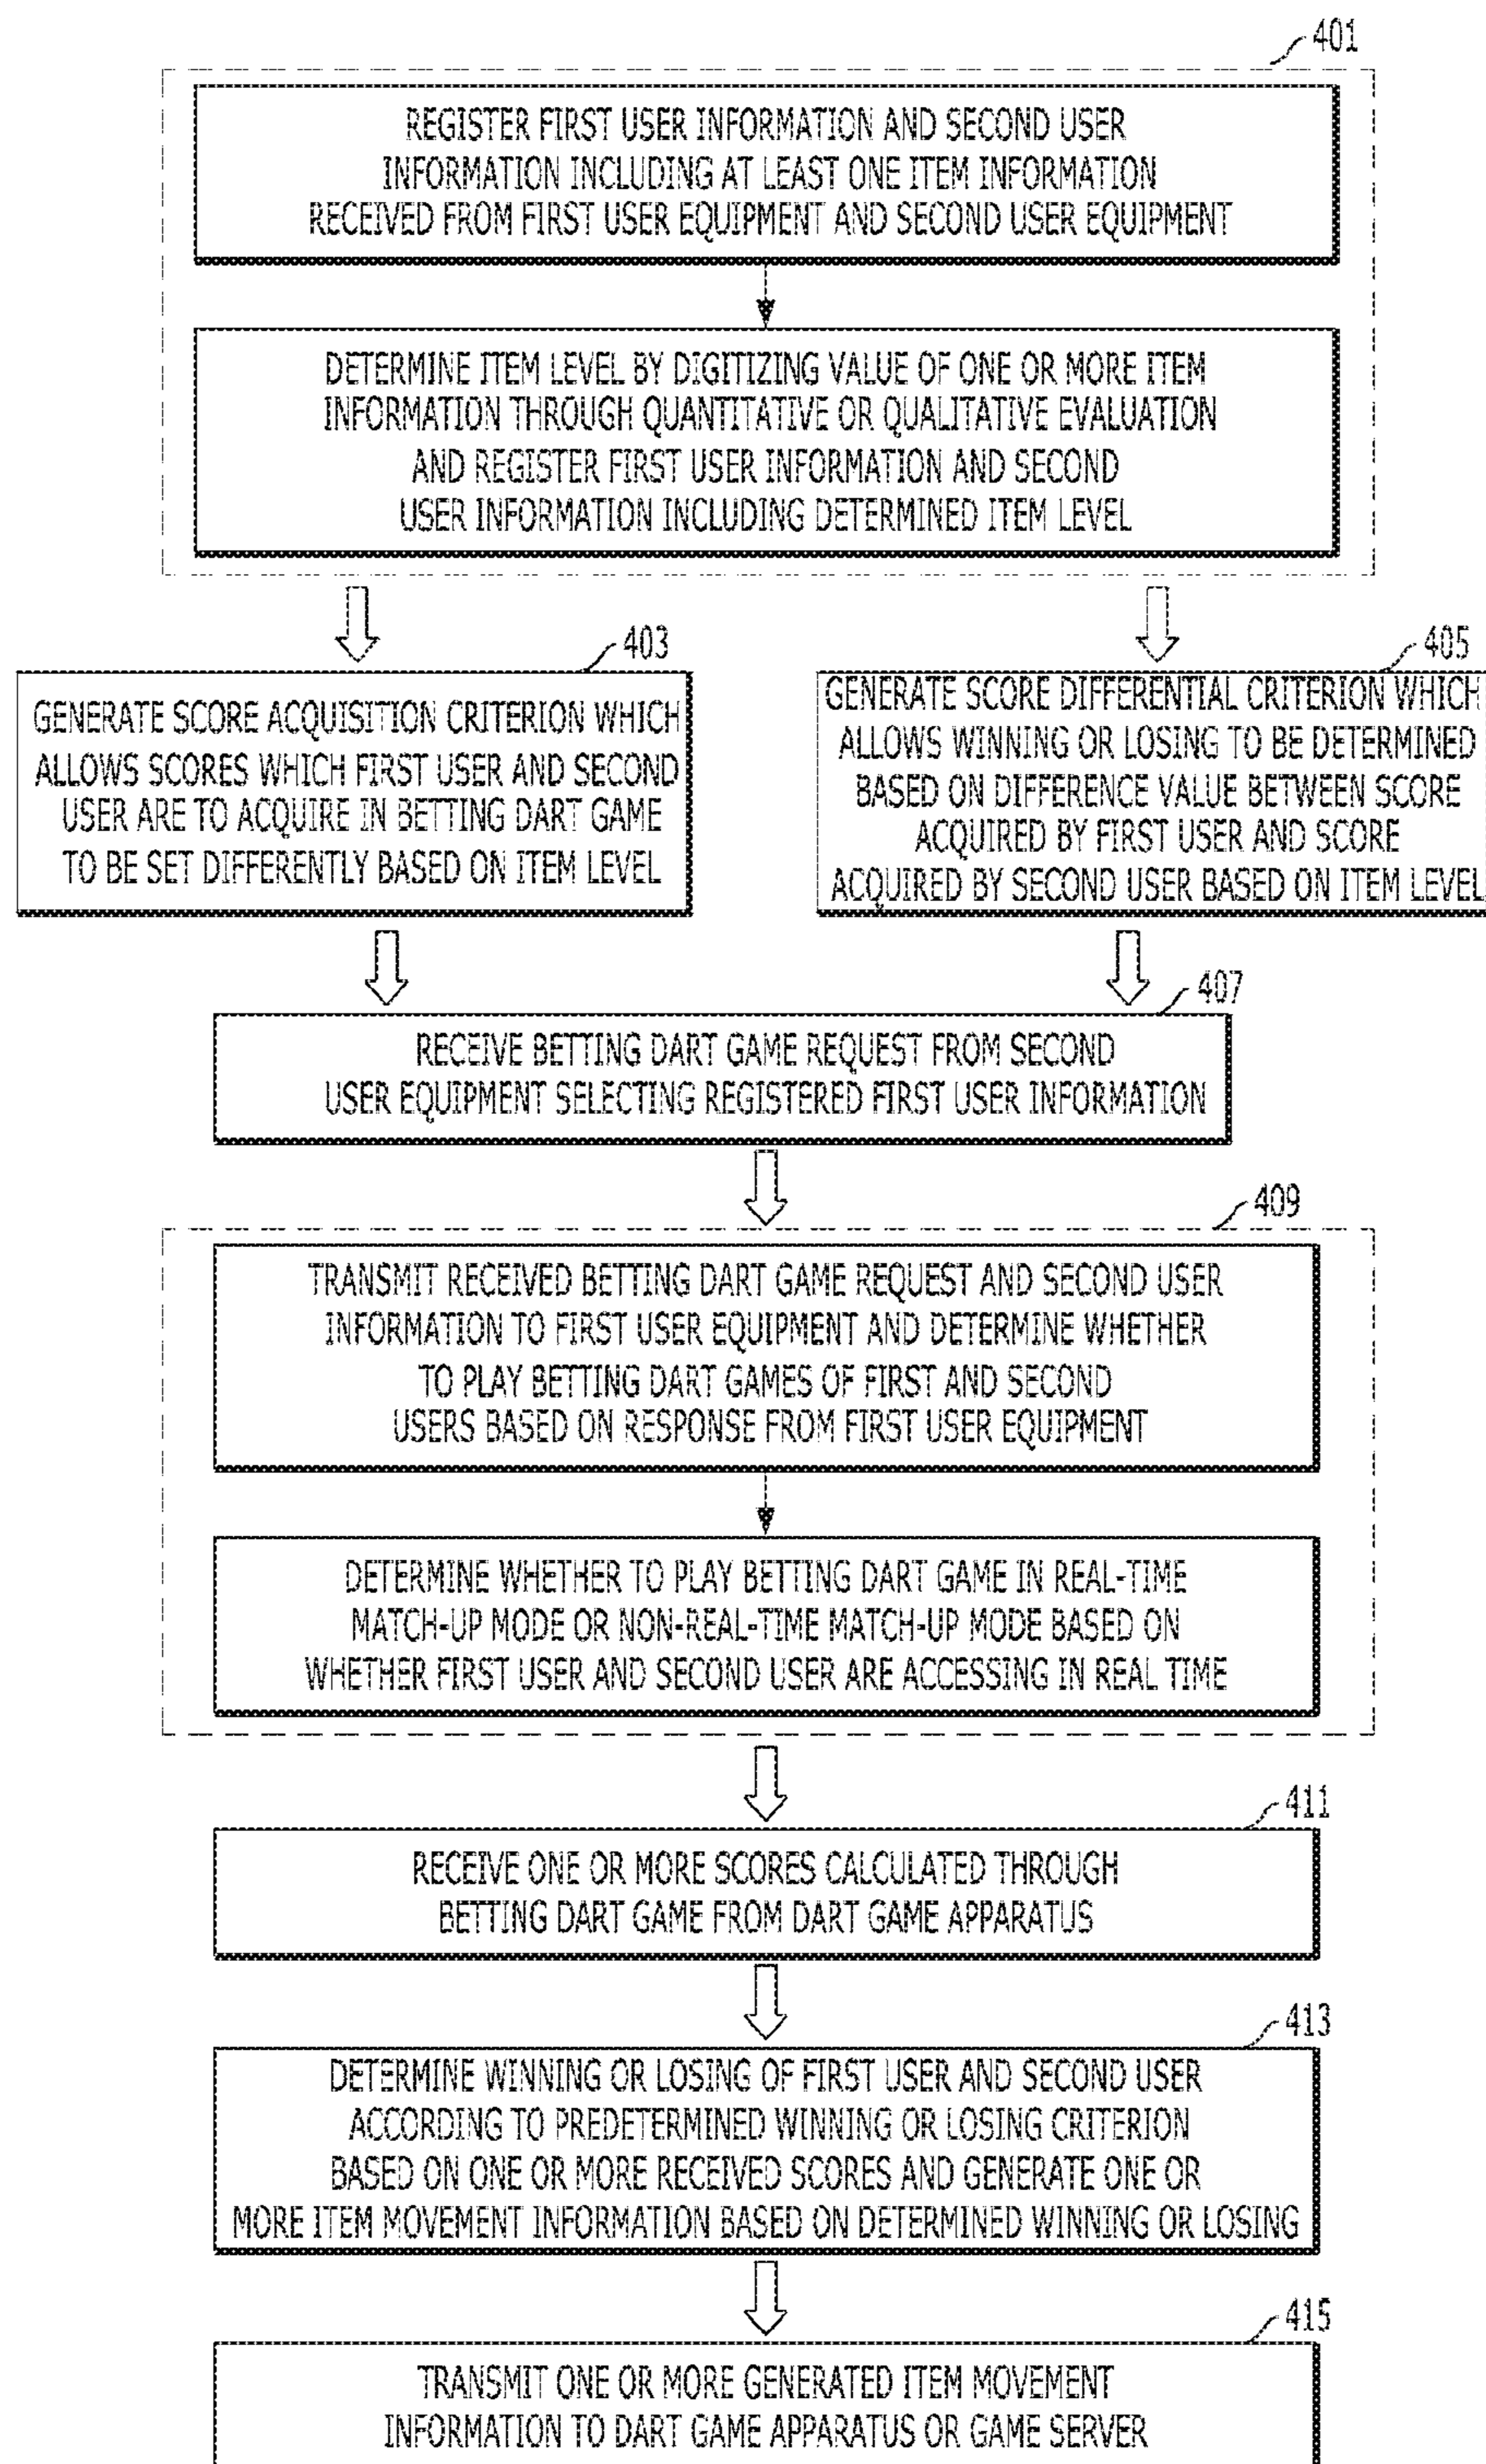 401
REGISTER FIRST USER INFORMATION AND SECOND USER
INFORMATION INCLUDING AT LEAST ONE ITEM INFORMATION
RECEIVED FROM FIRST USER EQUIPMENT AND SECOND USER EQUIPMENT
DETERMINE ITEM LEVEL BY DIGITIZING VALUE OF ONE OR MORE ITEM
INFORMATION THROUGH QUANTITATIVE OR QUALITATIVE EVALUATION
AND REGISTER FIRST USER INFORMATION AND SECOND
USER INFORMATION INCLUDING DETERMINED ITEM LEVEL
403
GENERATE SCORE ACQUISITION CRITERION WHICH
ALLOWS SCORES WHICH FIRST USER AND SECOND
USER ARE TO ACQUIRE IN BETTING DART GAME
TO BE SET DIFFERENTLY BASED ON ITEM LEVEL
405
GENERATE SCORE DIFFERENTIAL CRITERION WHICH
ALLOWS WINNING OR LOSING TO BE DETERMINED
BASED ON DIFFERENCE VALUE BETWEEN SCORE
ACQUIRED BY FIRST USER AND SCORE
ACQUIRED BY SECOND USER BASED ON ITEM LEVEL
407
RECEIVE BETTING DART GAME REQUEST FROM SECOND
USER EQUIPMENT SELECTING REGISTERED FIRST USER INFORMATION
409
TRANSMIT RECEIVED BETTING DART GAME REQUEST AND SECOND USER
INFORMATION TO FIRST USER EQUIPMENT AND DETERMINE WHETHER
TO PLAY BETTING DART GAMES OF FIRST AND SECOND
USERS BASED ON RESPONSE FROM FIRST USER EQUIPMENT
DETERMINE WHETHER TO PLAY BETTING DART GAME IN REAL-TIME
MATCH-UP MODE OR NON-REAL-TIME MATCH-UP MODE BASED ON
WHETHER FIRST USER AND SECOND USER ARE ACCESSING IN REAL TIME
411
RECEIVE ONE OR MORE SCORES CALCULATED THROUGH
BETTING DART GAME FROM DART GAME APPARATUS
413
DETERMINE WINNING OR LOSING OF FIRST USER AND SECOND USER
ACCORDING TO PREDETERMINED WINNING OR LOSING CRITERION
BASED ON ONE OR MORE RECEIVED SCORES AND GENERATE ONE OR
MORE ITEM MOVEMENT INFORMATION BASED ON DETERMINED WINNING OR LOSING
415
TRANSMIT ONE OR MORE GENERATED ITEM MOVEMENT
INFORMATION TO DART GAME APPARATUS OR GAME SERVER